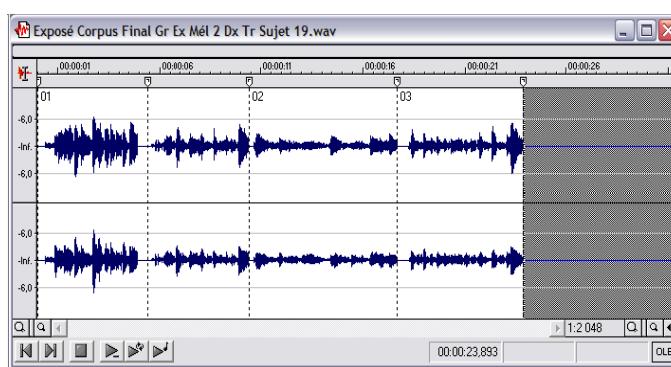 Exposé Corpus Final Gr Ex Mél 2 Dx Tr Sujet 19.wav
,00:00:01 ,00:00:06 ,00:00:11 ,00:00:16 ,00:00:21 ,00:00:26
01 02 03
-6,0
-Inf.
-6,0
-6,0
-Inf.
-6,0
1:2 048
00:00:23,893
OLE